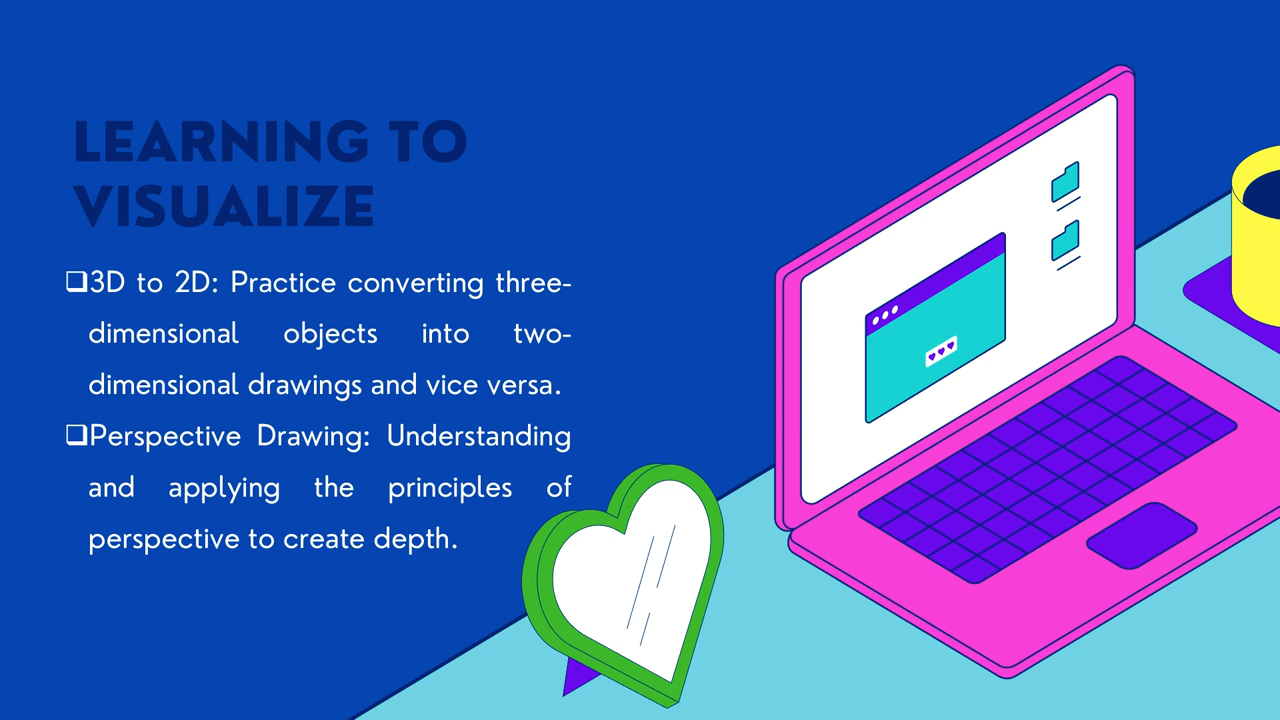 LEARNING TO
VISUALIZE
❑3D to 2D: Practice converting three-
dimensional objects into two-
dimensional drawings and vice versa.
❑Perspective Drawing: Understanding
and applying the principles of
perspective to create depth.